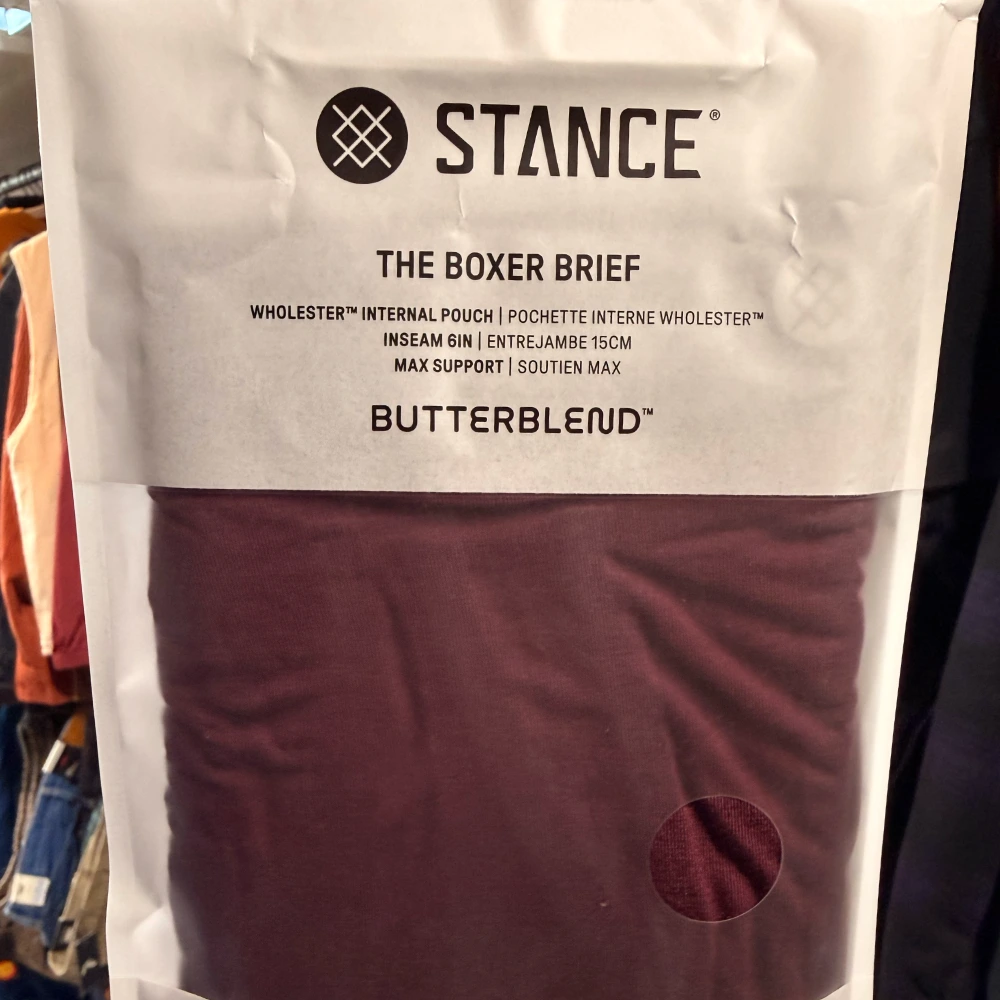 STANCE®
THE BOXER BRIEF
WHOLESTER™ INTERNAL POUCH | POCHETTE INTERNE WHOLESTER™
INSEAM 6IN | ENTREJAMBE 15CM
MAX SUPPORT | SOUTIEN MAX
BUTTERBLEND™